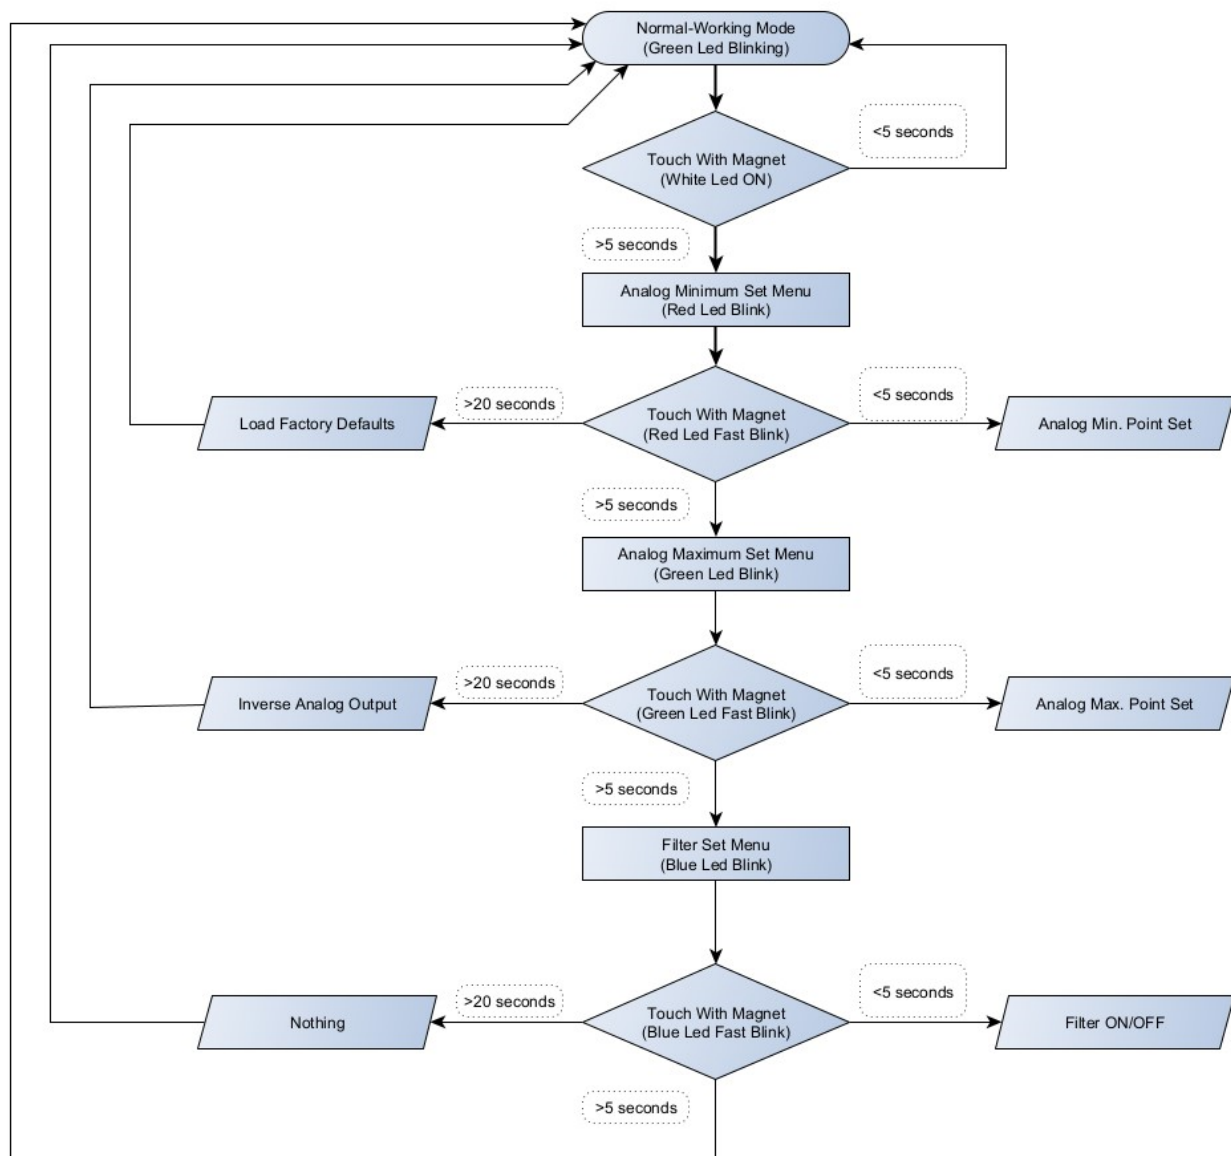 Normal-Working Mode
(Green Led Blinking)
<5 seconds
Touch With Magnet
(White Led ON)
>5 seconds
Analog Minimum Set Menu
(Red Led Blink)
>20 seconds
<5 seconds
Load Factory Defaults
Touch With Magnet
(Red Led Fast Blink)
Analog Min. Point Set
>5 seconds
Analog Maximum Set Menu
(Green Led Blink)
>20 seconds
<5 seconds
Inverse Analog Output
Touch With Magnet
(Green Led Fast Blink)
Analog Max. Point Set
>5 seconds
Filter Set Menu
(Blue Led Blink)
>20 seconds
<5 seconds
Nothing
Touch With Magnet
(Blue Led Fast Blink)
Filter ON/OFF
>5 seconds